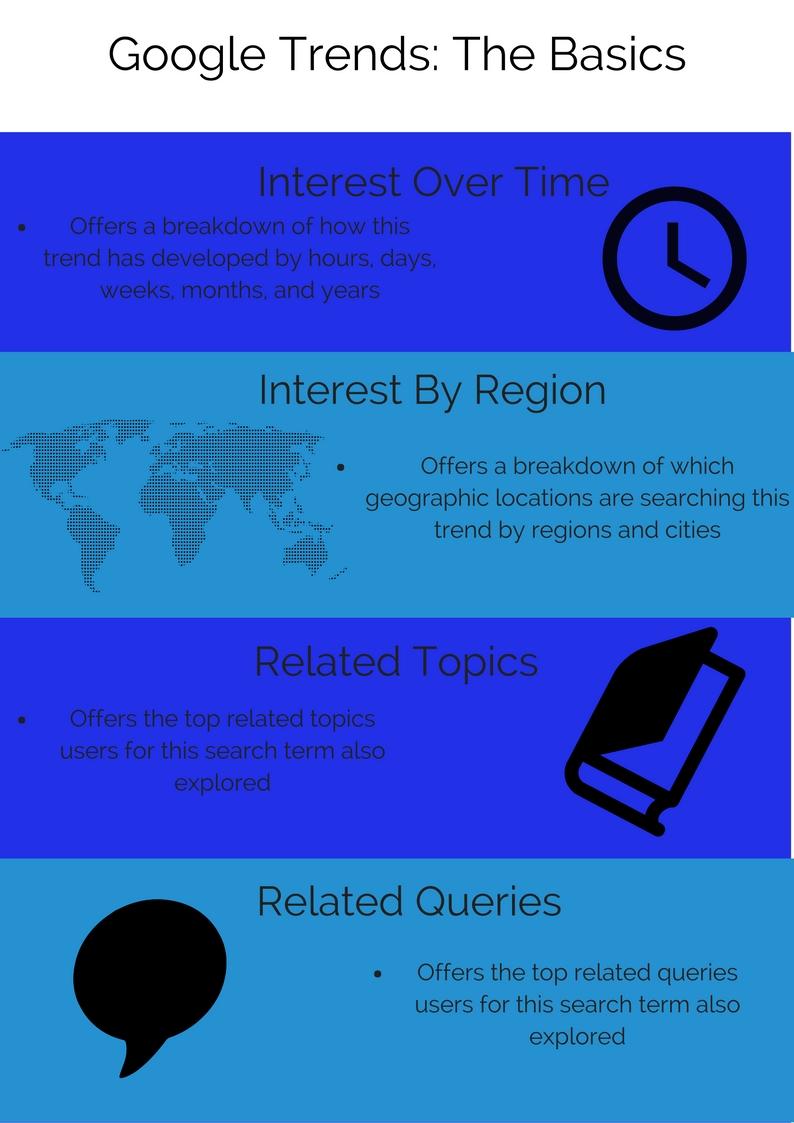 Google Trends: The Basics
Interest Over Time
• Offers a breakdown of how this
trend has developed by hours, days,
weeks, months, and years
Interest By Region
• Offers a breakdown of which
geographic locations are searching this
trend by regions and cities
Related Topics
• Offers the top related topics
users for this search term also
explored
Related Queries
• Offers the top related queries
users for this search term also
explored